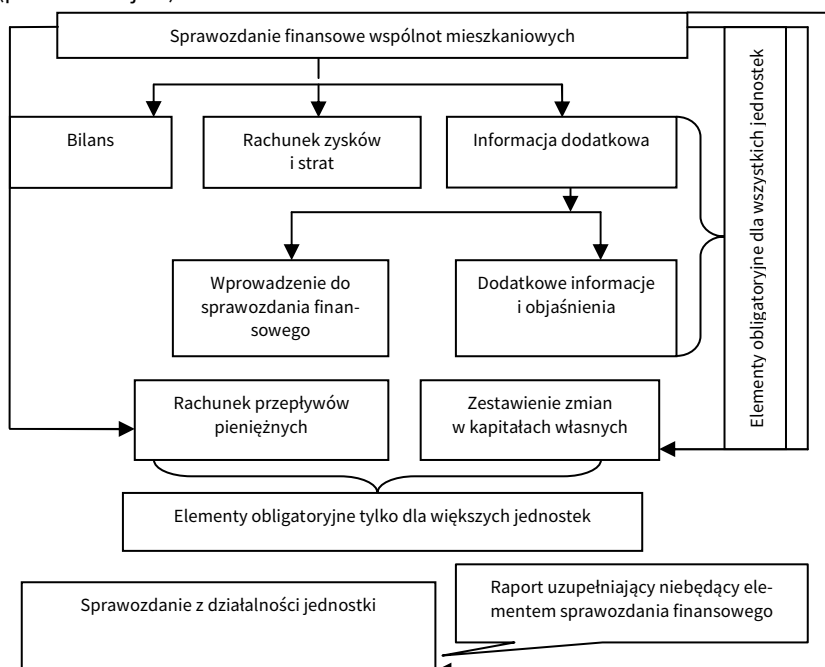 Sprawozdanie finansowe wspólnot mieszkaniowych
Bilans
Rachunek zysków
i strat
Informacja dodatkowa
Wprowadzenie do
sprawozdania finan-
sowego
Dodatkowe informacje
i objaśnienia
Elementy obligatoryjne dla wszystkich jednostek
Rachunek przepływów
pieniężnych
Zestawienie zmian
w kapitałach własnych
Elementy obligatoryjne tylko dla większych jednostek
Sprawozdanie z działalności jednostki
Raport uzupełniający niebędący ele-
mentem sprawozdania finansowego